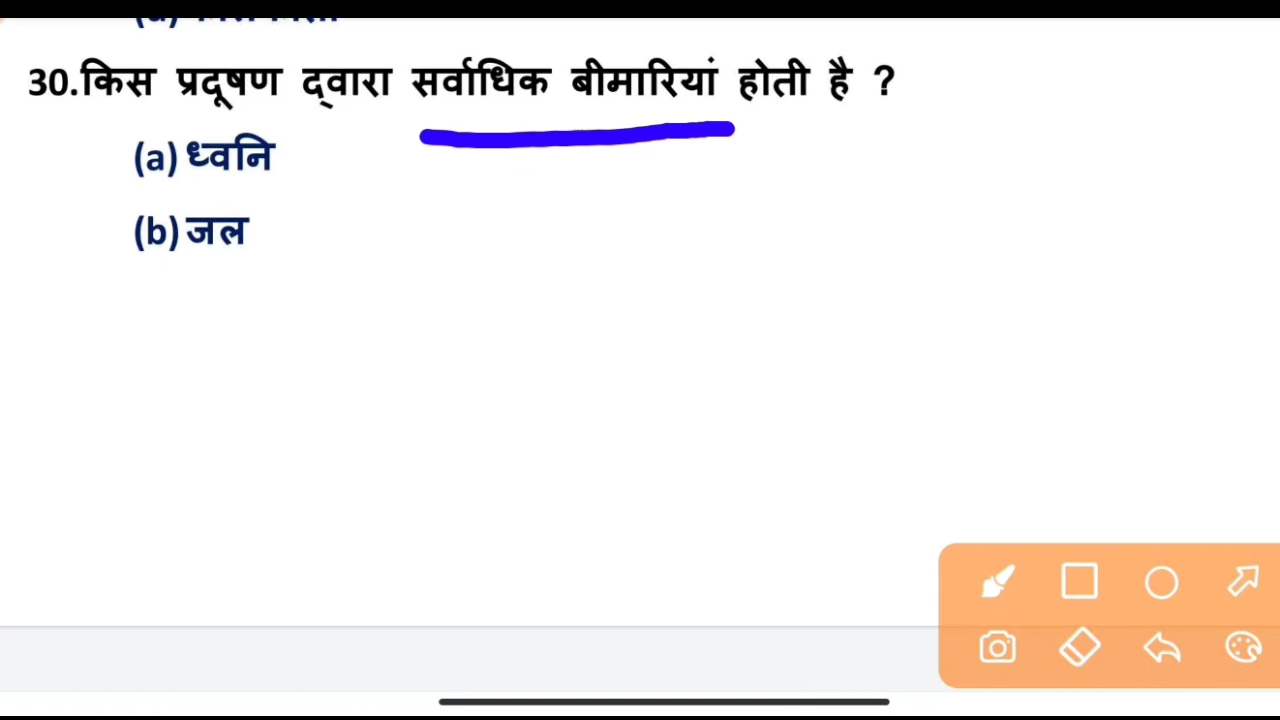 30.किस प्रदूषण द्वारा सर्वाधिक बीमारियां होती है ?
(a) ध्वनि
(b) जल